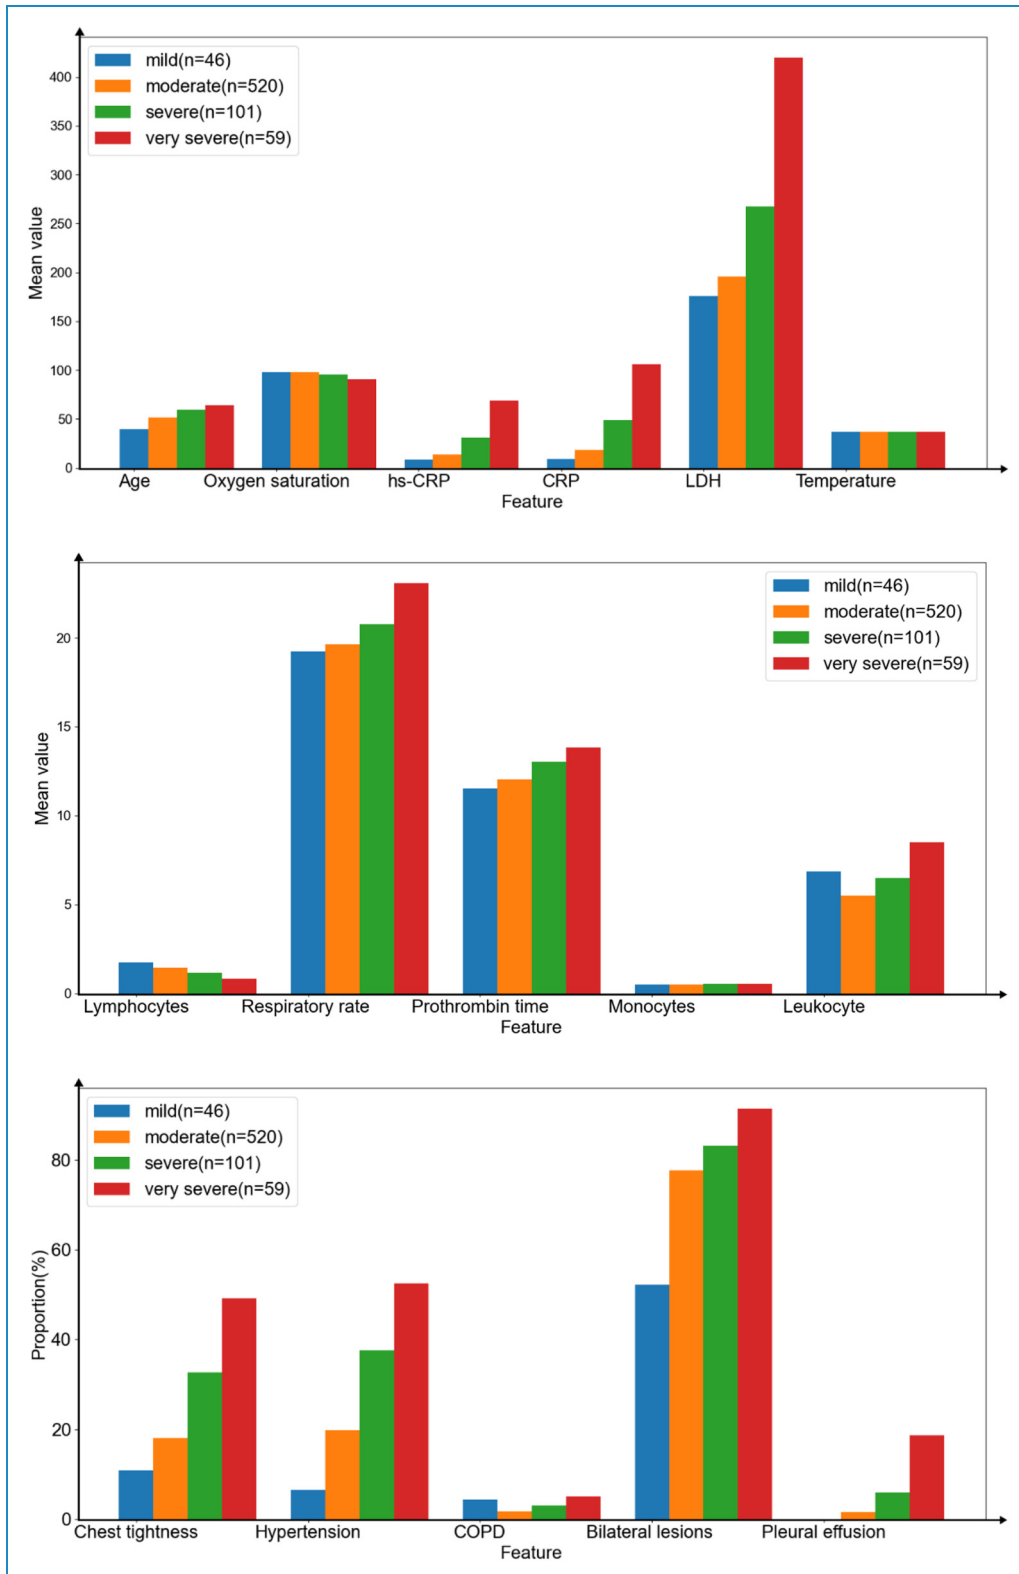 mild(n=46)
moderate(n=520)
severe(n=101)
very severe(n=59)
Mean value
400
350
300
250
200
150
100
50
0
Age Oxygen saturation hs-CRP CRP LDH Temperature
Feature
mild(n=46)
moderate(n=520)
severe(n=101)
very severe(n=59)
Mean value
20
15
10
5
0
Lymphocytes Respiratory rate Prothrombin time Monocytes Leukocyte
Feature
mild(n=46)
moderate(n=520)
severe(n=101)
very severe(n=59)
Proportion(%)
80
60
40
20
0
Chest tightness Hypertension COPD Bilateral lesions Pleural effusion
Feature